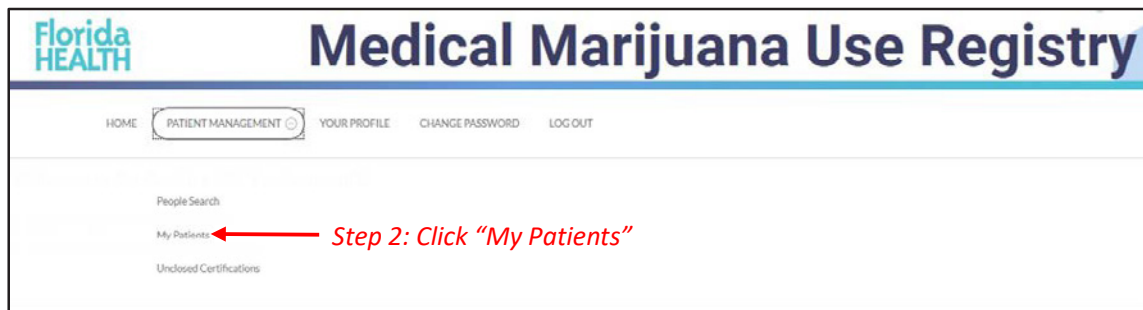 Florida
HEALTH
Medical Marijuana Use Registry
HOME PATIENT MANAGEMENT YOUR PROFILE CHANGE PASSWORD LOG OUT
People Search
My Patients Step 2: Click “My Patients”
Unclosed Certifications